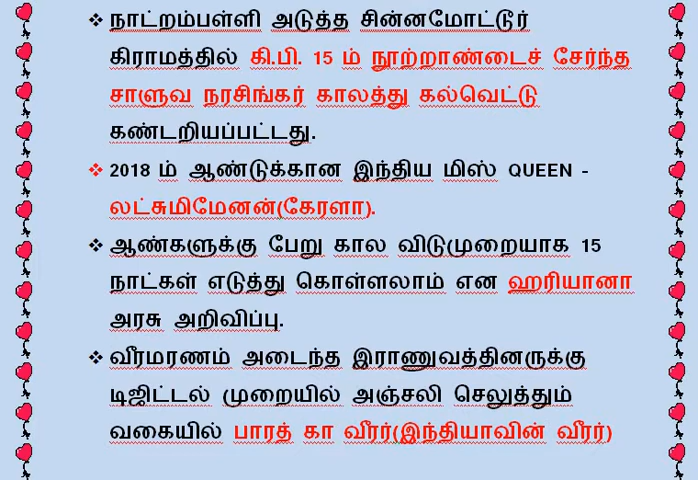 ❖ நாட்றம்பள்ளி அடுத்த சின்னமோட்டூர்
கிராமத்தில் கி.பி. 15 ம் நூற்றாண்டைச் சேர்ந்த
சாளுவ நரசிங்கர் காலத்து கல்வெட்டு
கண்டறியப்பட்டது.
❖ 2018 ம் ஆண்டுக்கான இந்திய மிஸ் QUEEN -
லட்சுமிமேனன்(கேரளா).
❖ ஆண்களுக்கு பேறு கால விடுமுறையாக 15
நாட்கள் எடுத்து கொள்ளலாம் என ஹரியானா
அரசு அறிவிப்பு.
❖ வீரமரணம் அடைந்த இராணுவத்தினருக்கு
டிஜிட்டல் முறையில் அஞ்சலி செலுத்தும்
வகையில் பாரத் கா வீரர்(இந்தியாவின் வீரர்)